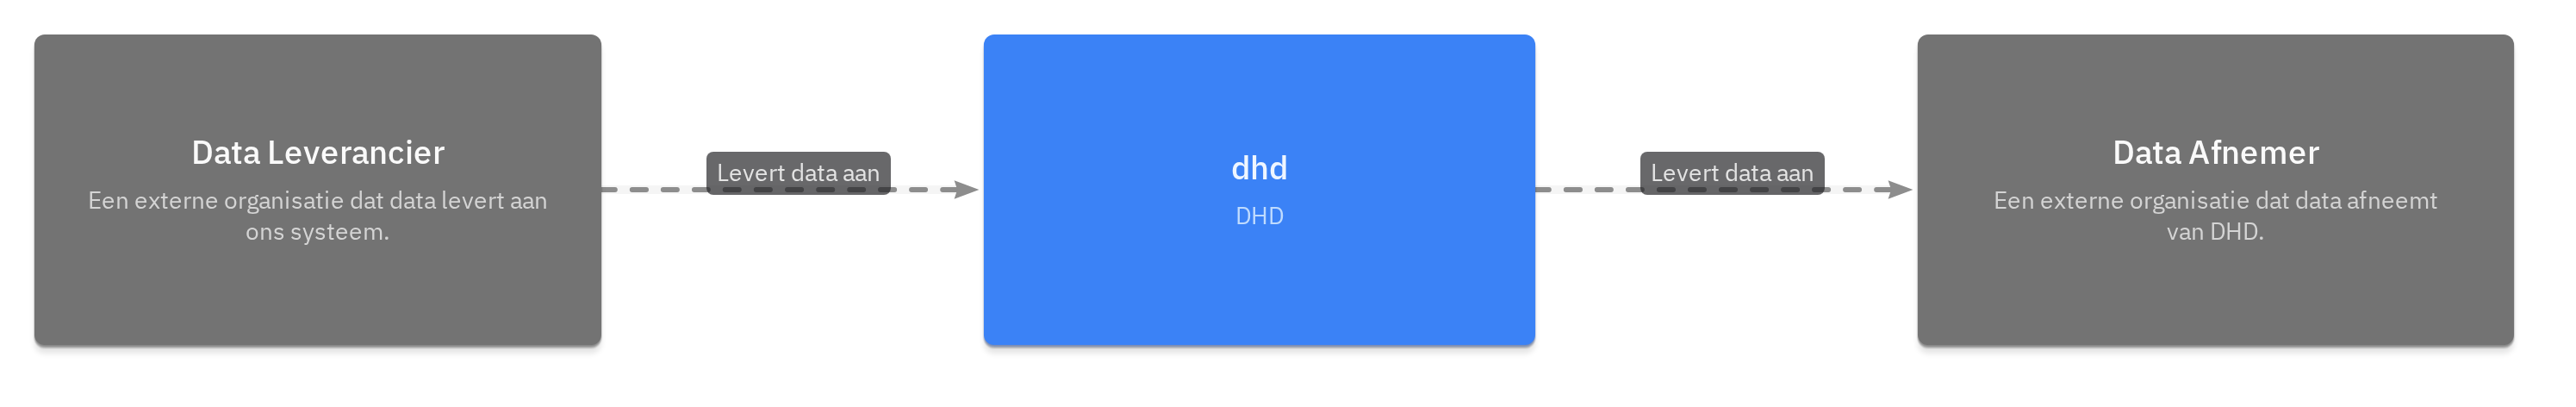 Data Leverancier
Een externe organisatie dat data levert aan
ons systeem.
Levert data aan
dhd
DHD
Levert data aan
Data Afnemer
Een externe organisatie dat data afneemt
van DHD.